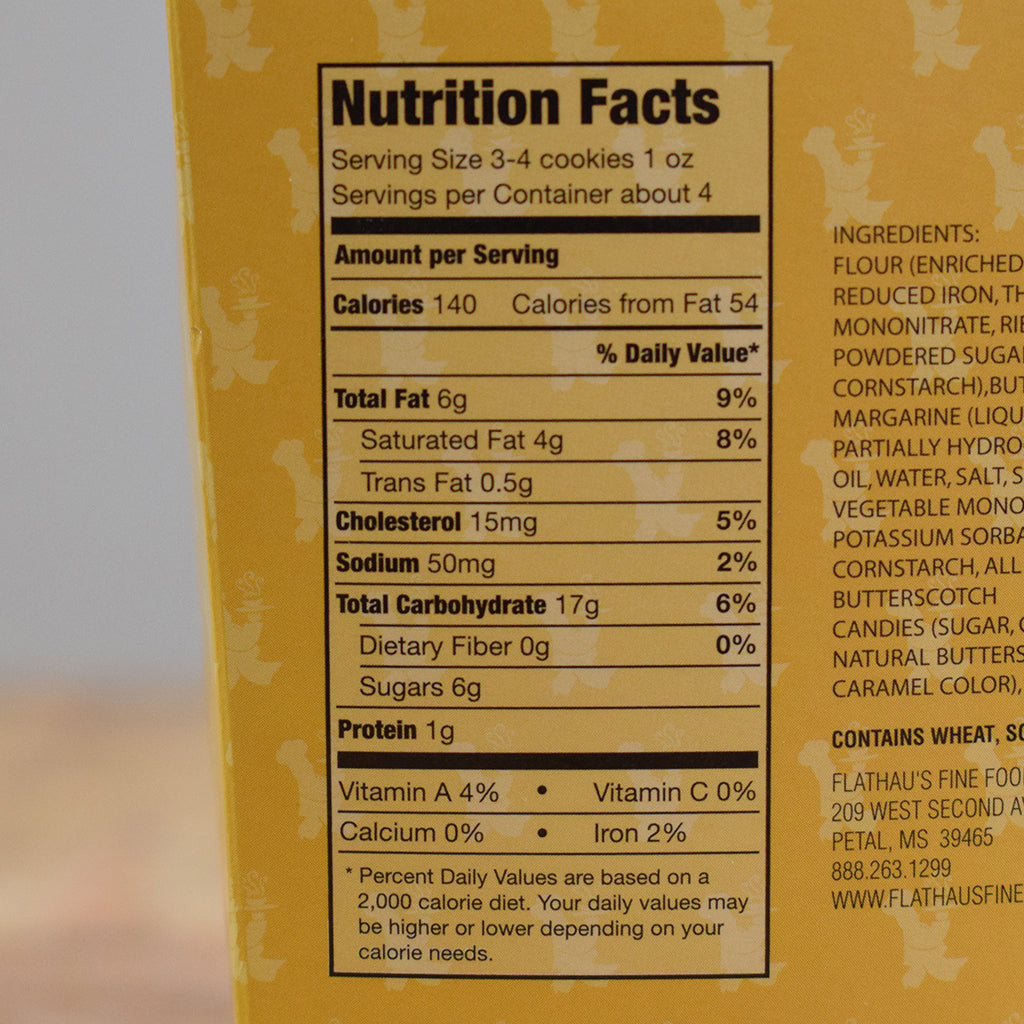 Nutrition Facts
Serving Size 3-4 cookies 1 oz
Servings per Container about 4
Amount per Serving
Calories 140 Calories from Fat 54
% Daily Value*
Total Fat 6g 9%
Saturated Fat 4g 8%
Trans Fat 0.5g
Cholesterol 15mg 5%
Sodium 50mg 2%
Total Carbohydrate 17g 6%
Dietary Fiber 0g 0%
Sugars 6g
Protein 1g
Vitamin A 4% • Vitamin C 0%
Calcium 0% • Iron 2%
* Percent Daily Values are based on a
2,000 calorie diet. Your daily values may
be higher or lower depending on your
calorie needs.
INGREDIENTS:
FLOUR (ENRICHED
REDUCED IRON,
MONONITRATE,
POWDERED
CORNSTARCH),
MARGARINE
PARTIALLY
OIL, WATER, SALT,
VEGETABLE
POTASSIUM
CORNSTARCH, ALL
BUTTERSCOTCH
CANDIES (SUGAR,
NATURAL
CARAMEL COLOR),
CONTAINS WHEAT,
FLATHAU'S FINE
209 WEST SECOND
PETAL, MS 39465
888.263.1299
WWW.FLATHAUSFINE